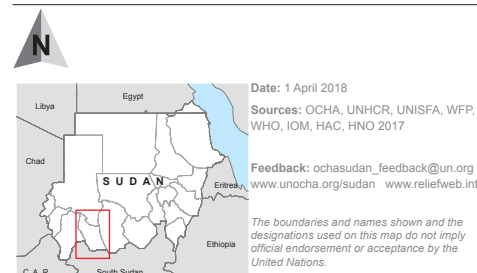 N
Egypt
Libya
Chad
SUDAN
Eritrea
Ethiopia
C. A. R
South Sudan
Date: 1 April 2018
Sources: OCHA, UNHCR, UNISFA, WFP,
WHO, IOM, HAC, HNO 2017
Feedback: ochasudan_feedback@un.org
www.unocha.org/sudan www.reliefweb.int
The boundaries and names shown and the
designations used on this map do not imply
official endorsement or acceptance by the
United Nations.